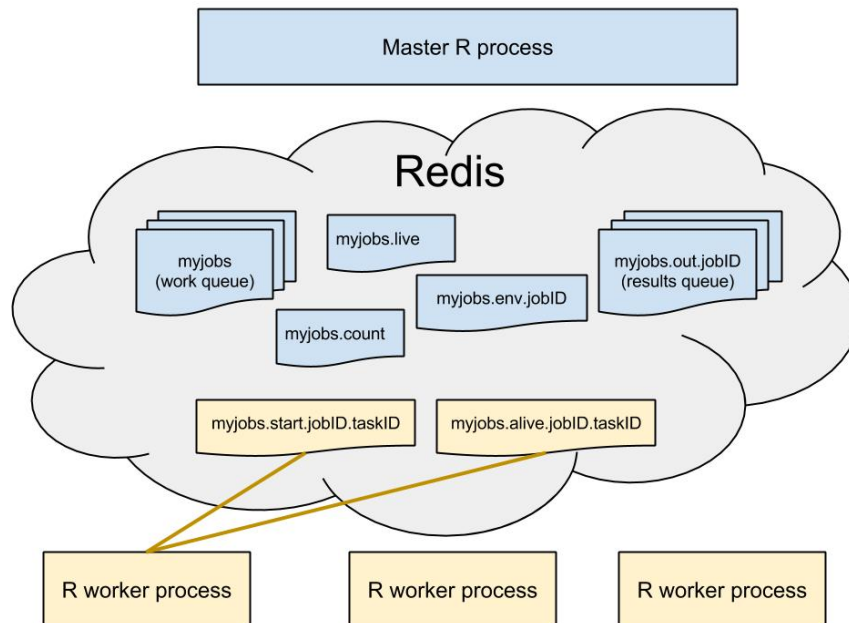 Master R process
Redis
myjobs
(work queue)
myjobs.live
myjobs.out.jobID
(results queue)
myjobs.env.jobID
myjobs.count
myjobs.start.jobID.taskID
myjobs.alive.jobID.taskID
R worker process
R worker process
R worker process